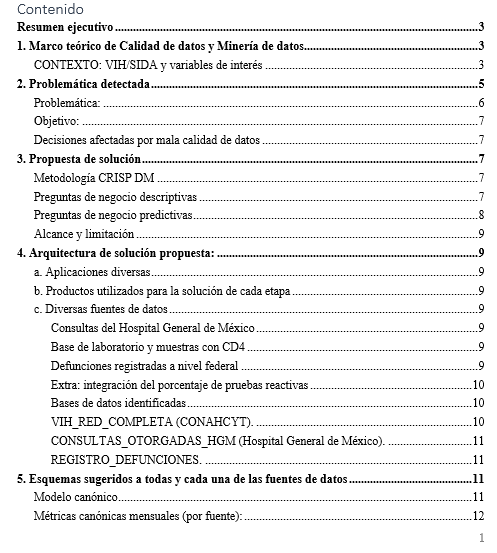 Contenido
Resumen ejecutivo 3
1. Marco teórico de Calidad de datos y Minería de datos 3
CONTEXTO: VIH/SIDA y variables de interés 3
2. Problemática detectada 5
Problemática: 6
Objetivo: 7
Decisiones afectadas por mala calidad de datos 7
3. Propuesta de solución 7
Metodología CRISP DM 7
Preguntas de negocio descriptivas 7
Preguntas de negocio predictivas 8
Alcance y limitación 9
4. Arquitectura de solución propuesta: 9
a. Aplicaciones diversas 9
b. Productos utilizados para la solución de cada etapa 9
c. Diversas fuentes de datos 9
Consultas del Hospital General de México 9
Base de laboratorio y muestras con CD4 9
Defunciones registradas a nivel federal 9
Extra: integración del porcentaje de pruebas reactivas 10
Bases de datos identificadas 10
VIH_RED_COMPLETA (CONAHCYT). 10
CONSULTAS_OTORGADAS_HGM (Hospital General de México). 11
REGISTRO_DEFUNCIONES. 11
5. Esquemas sugeridos a todas y cada una de las fuentes de datos 11
Modelo canónico 11
Métricas canónicas mensuales (por fuente): 12
1